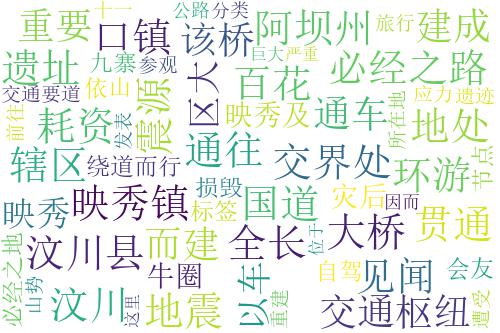 重要
口镇
该桥
公路
十一
分类
阿坝州
旅行
建成
遗址
九寨
参观
巨大
严重
必经之路
交通要道
依山
震源
区大
百花
应力
遗迹
前往
耗资
发表
映秀及
通车
所在地
地处
辖区
绕道而行
通往
交界处
环游
节点
映秀
映秀镇
损毁
标签
国道
灾后
因而
贯通
必经之地
汶川县
而建
全长
位于
大桥
山势
汶川
牛圈
以车
自驾
见闻
会友
这里
地震
重建
交通枢纽
遭受